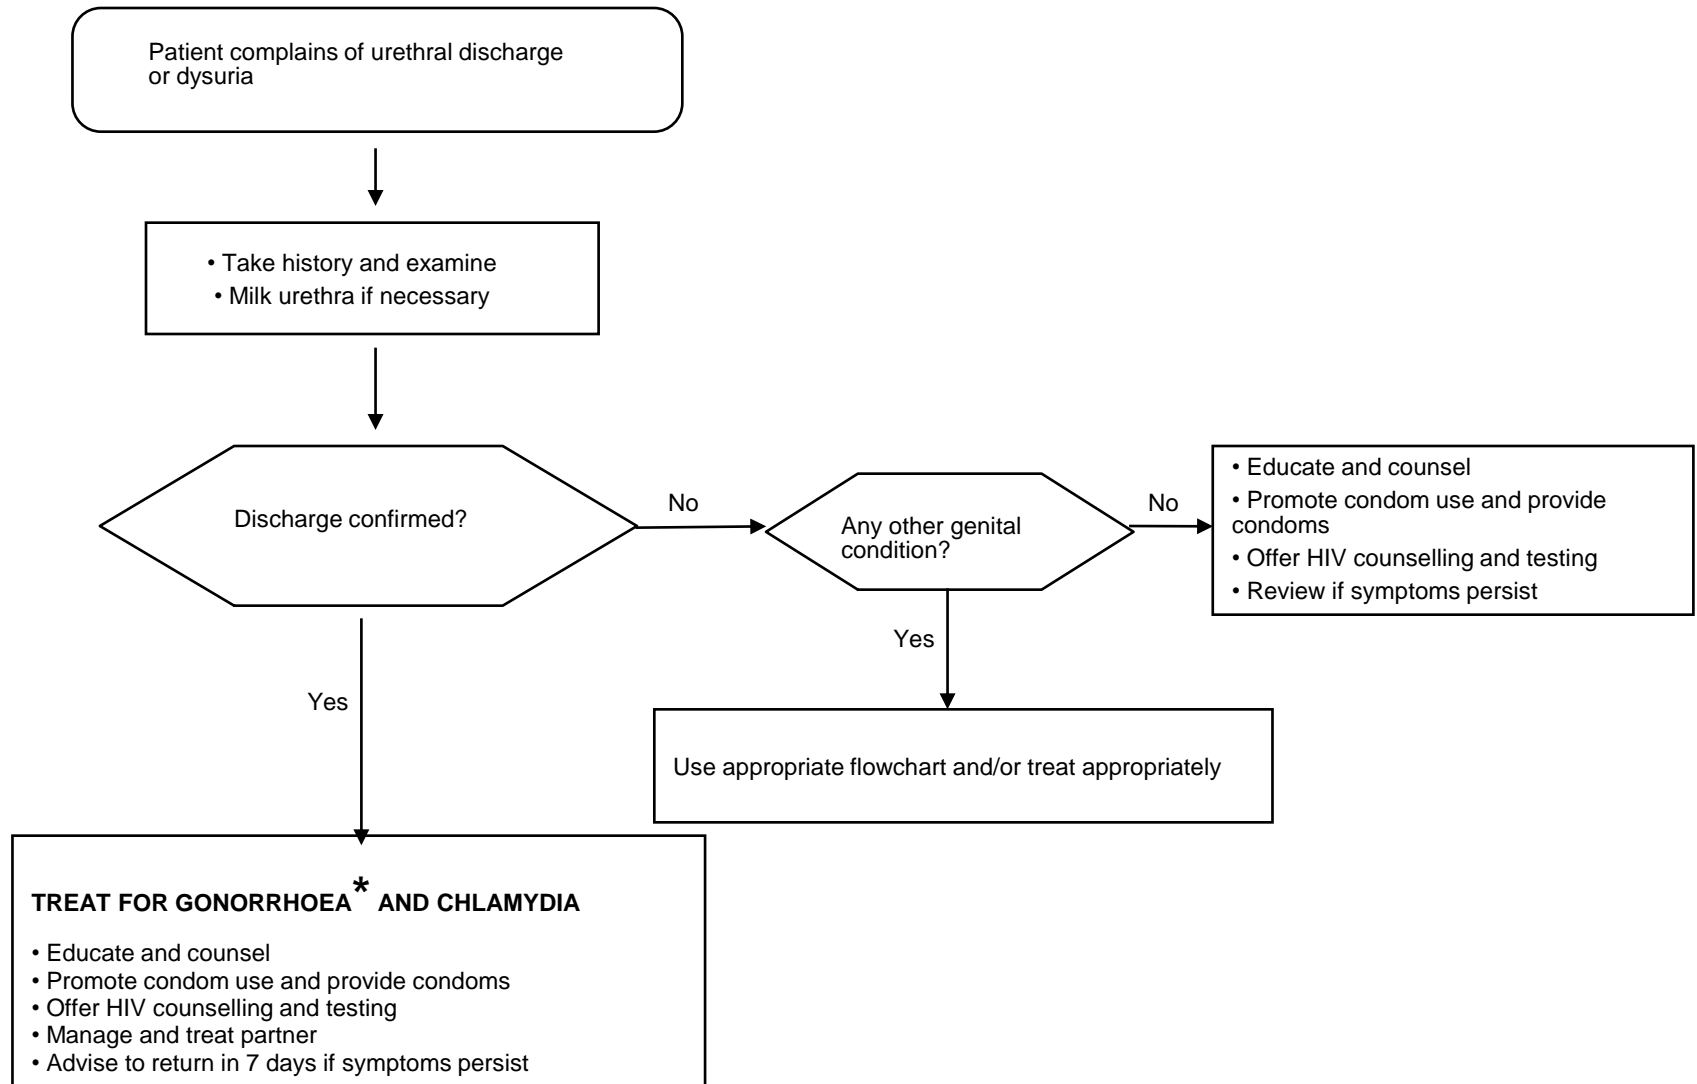 Patient complains of urethral discharge
or dysuria
• Take history and examine
• Milk urethra if necessary
Discharge confirmed?
No
Any other genital
condition?
No
• Educate and counsel
• Promote condom use and provide
condoms
• Offer HIV counselling and testing
• Review if symptoms persist
Yes
Use appropriate flowchart and/or treat appropriately
Yes
TREAT FOR GONORRHOEA* AND CHLAMYDIA
• Educate and counsel
• Promote condom use and provide condoms
• Offer HIV counselling and testing
• Manage and treat partner
• Advise to return in 7 days if symptoms persist